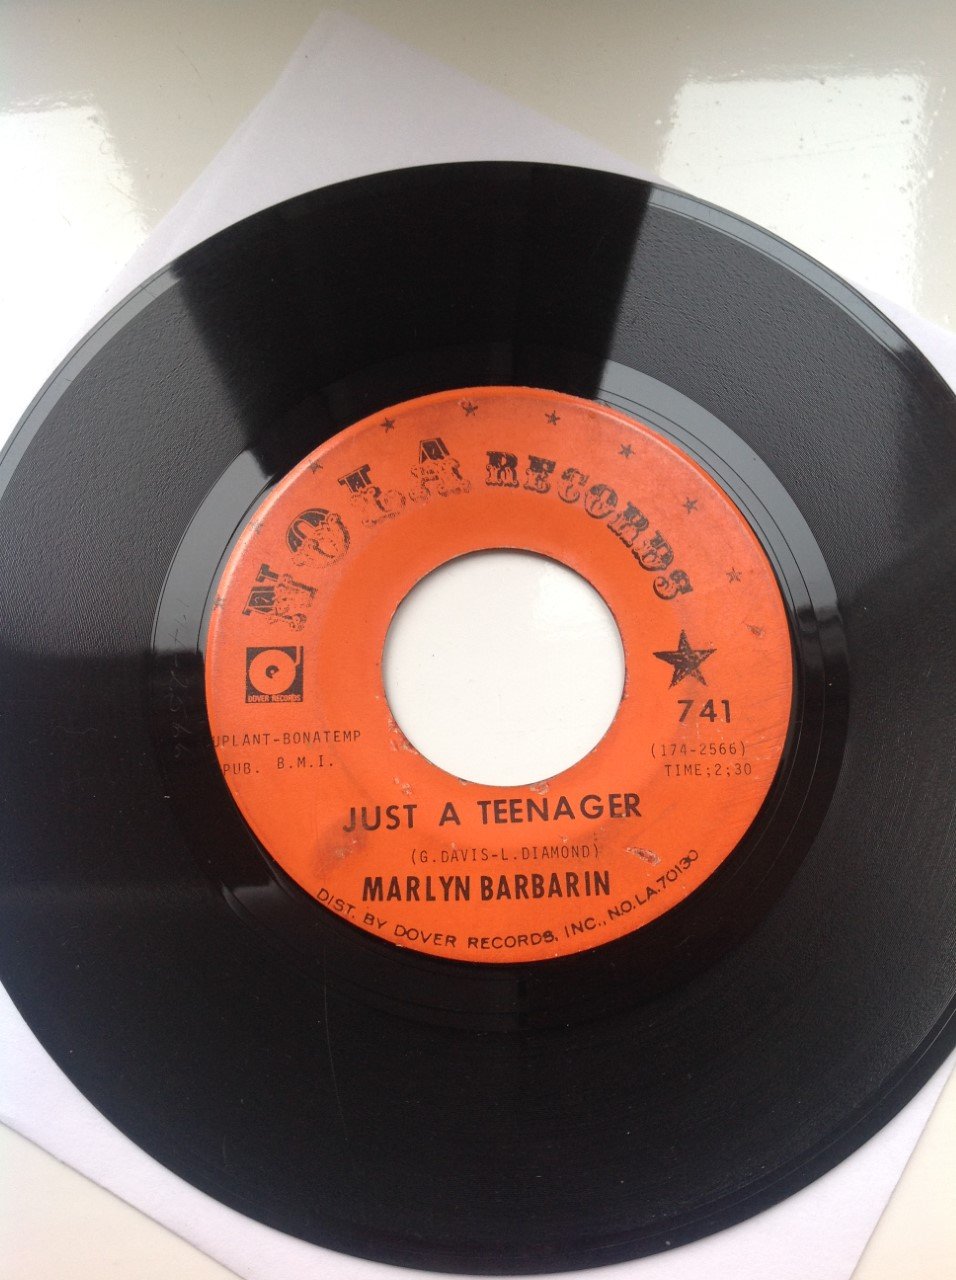 NOLA RECORDS
DOVER RECORDS
741
UPLANT-BONATEMP
PUB. B.M.I.
(174-2566)
TIME;2;30
JUST A TEENAGER
(G.DAVIS-L.DIAMOND)
MARLYN BARBARIN
DIST. BY DOVER RECORDS, INC., N.O.LA.70130